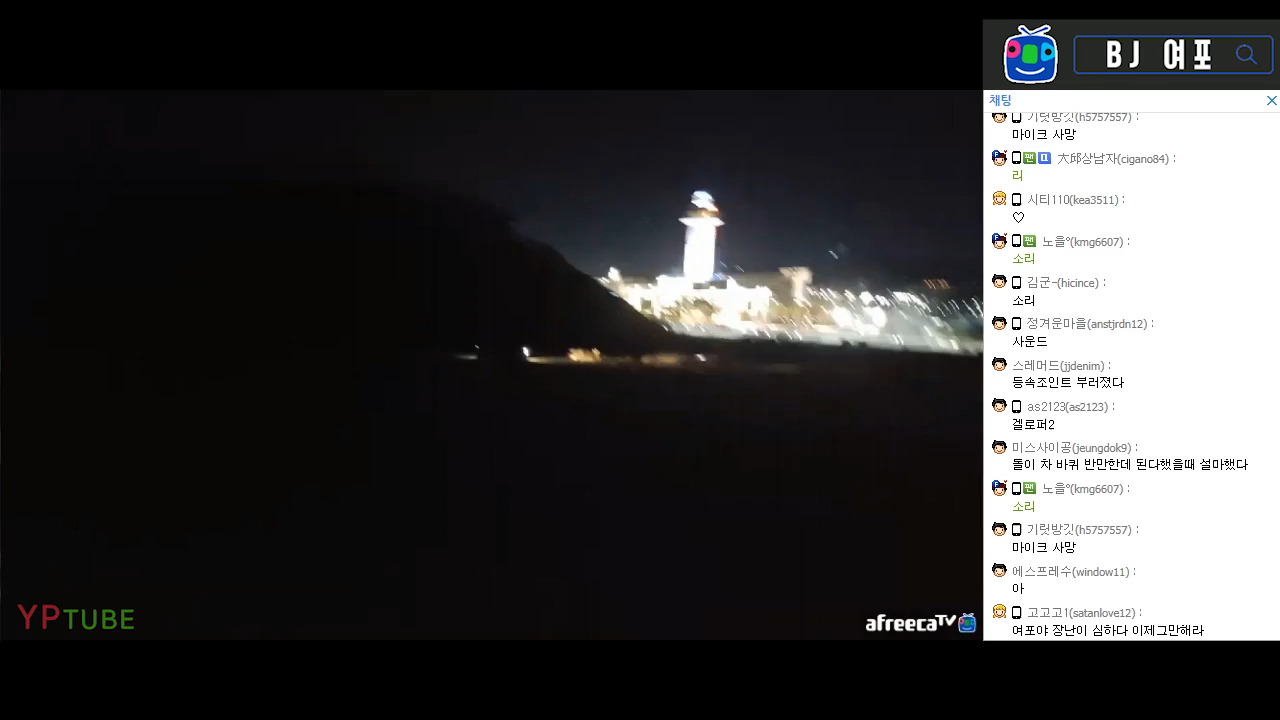 BJ 여포
채팅
기럿방깃(h5757557) :
마이크 사망
팬 大邱상남자(cigano84) :
리
시티110(kea3511) :
♡
팬 노을°(kmg6607) :
소리
김군-(hicince) :
소리
정겨운마을(anstjrdn12) :
사운드
스레머드(jjdenim) :
등속조인트 부러졌다
as2123(as2123) :
겔로퍼2
미스사이공(jeungdok9) :
돌이 차 바퀴 반만한데 된다했을때 설마했다
팬 노을°(kmg6607) :
소리
기럿방깃(h5757557) :
마이크 사망
에스프레수(window11) :
아
고고고1(satanlove12) :
여포야 장난이 심하다 이제그만해라
YPTUBE
afreecaTV